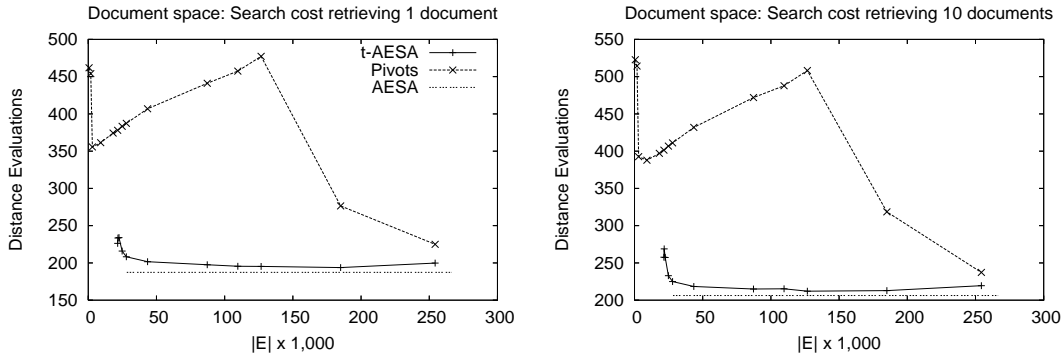 Document space: Search cost retrieving 1 document
500
450
400
350
300
250
200
150
0 50 100 150 200 250 300
Distance Evaluations
|E| x 1,000
t-AESA
Pivots
AESA
Document space: Search cost retrieving 10 documents
550
500
450
400
350
300
250
200
0 50 100 150 200 250 300
Distance Evaluations
|E| x 1,000